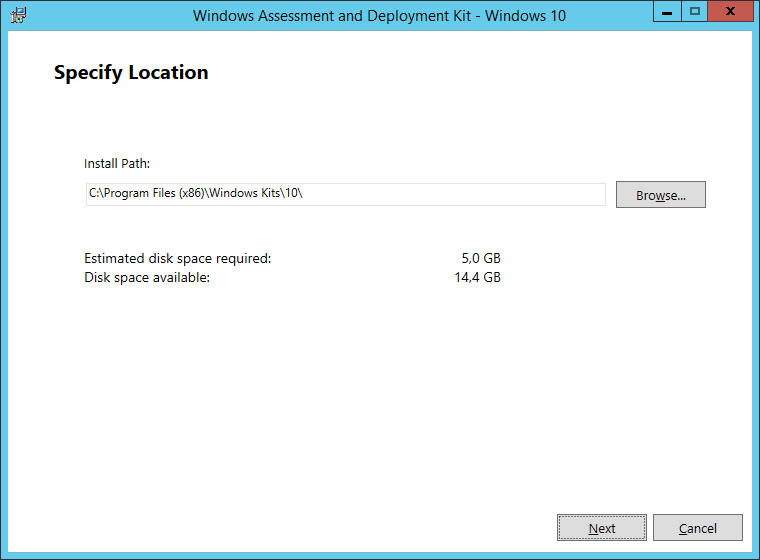 Windows Assessment and Deployment Kit - Windows 10
Specify Location
Install Path:
C:\Program Files (x86)\Windows Kits\10\
Browse...
Estimated disk space required: 5,0 GB
Disk space available: 14,4 GB
Next Cancel